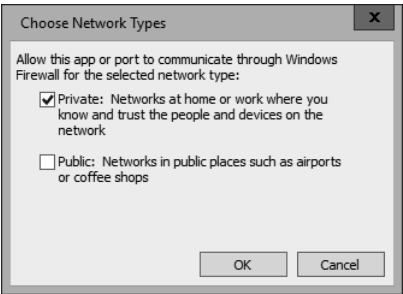 Choose Network Types
x
Allow this app or port to communicate through Windows
Firewall for the selected network type:
Private: Networks at home or work where you
know and trust the people and devices on the
network
Public: Networks in public places such as airports
or coffee shops
OK Cancel